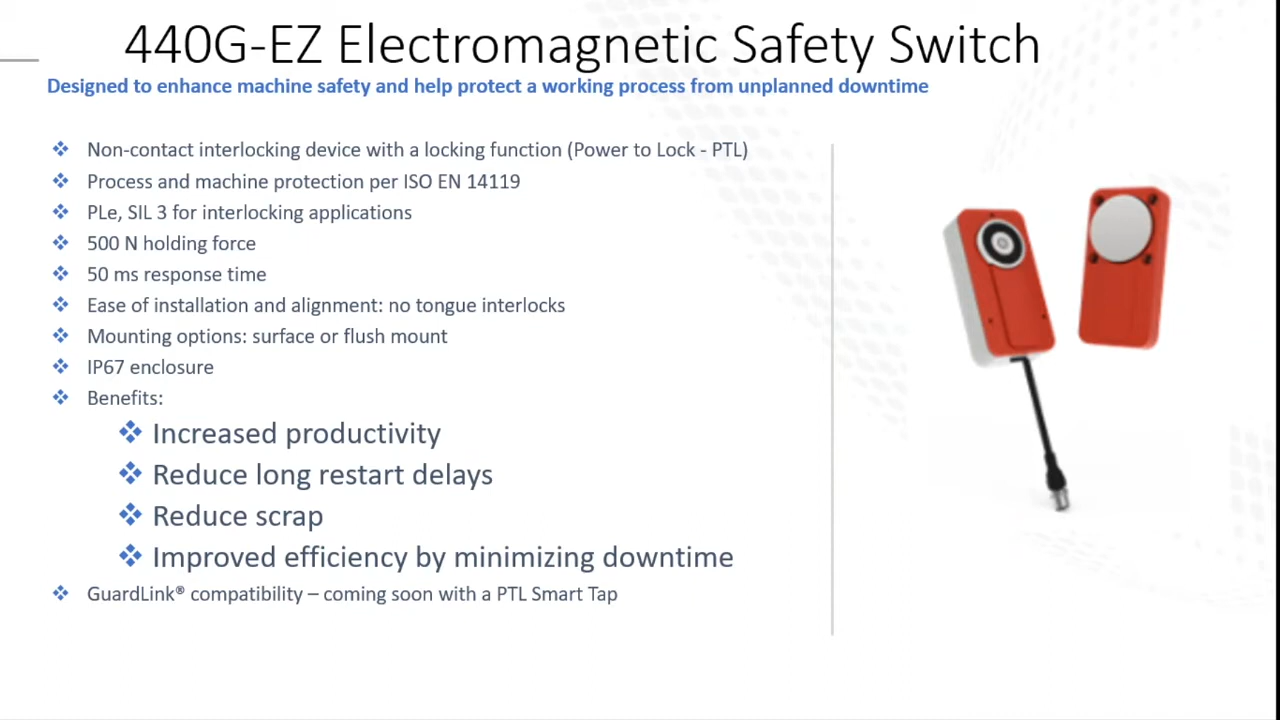 440G-EZ Electromagnetic Safety Switch
Designed to enhance machine safety and help protect a working process from unplanned downtime
Non-contact interlocking device with a locking function (Power to Lock - PTL)
Process and machine protection per ISO EN 14119
PLe, SIL 3 for interlocking applications
500 N holding force
50 ms response time
Ease of installation and alignment: no tongue interlocks
Mounting options: surface or flush mount
IP67 enclosure
Benefits:
Increased productivity
Reduce long restart delays
Reduce scrap
Improved efficiency by minimizing downtime
GuardLink® compatibility – coming soon with a PTL Smart Tap